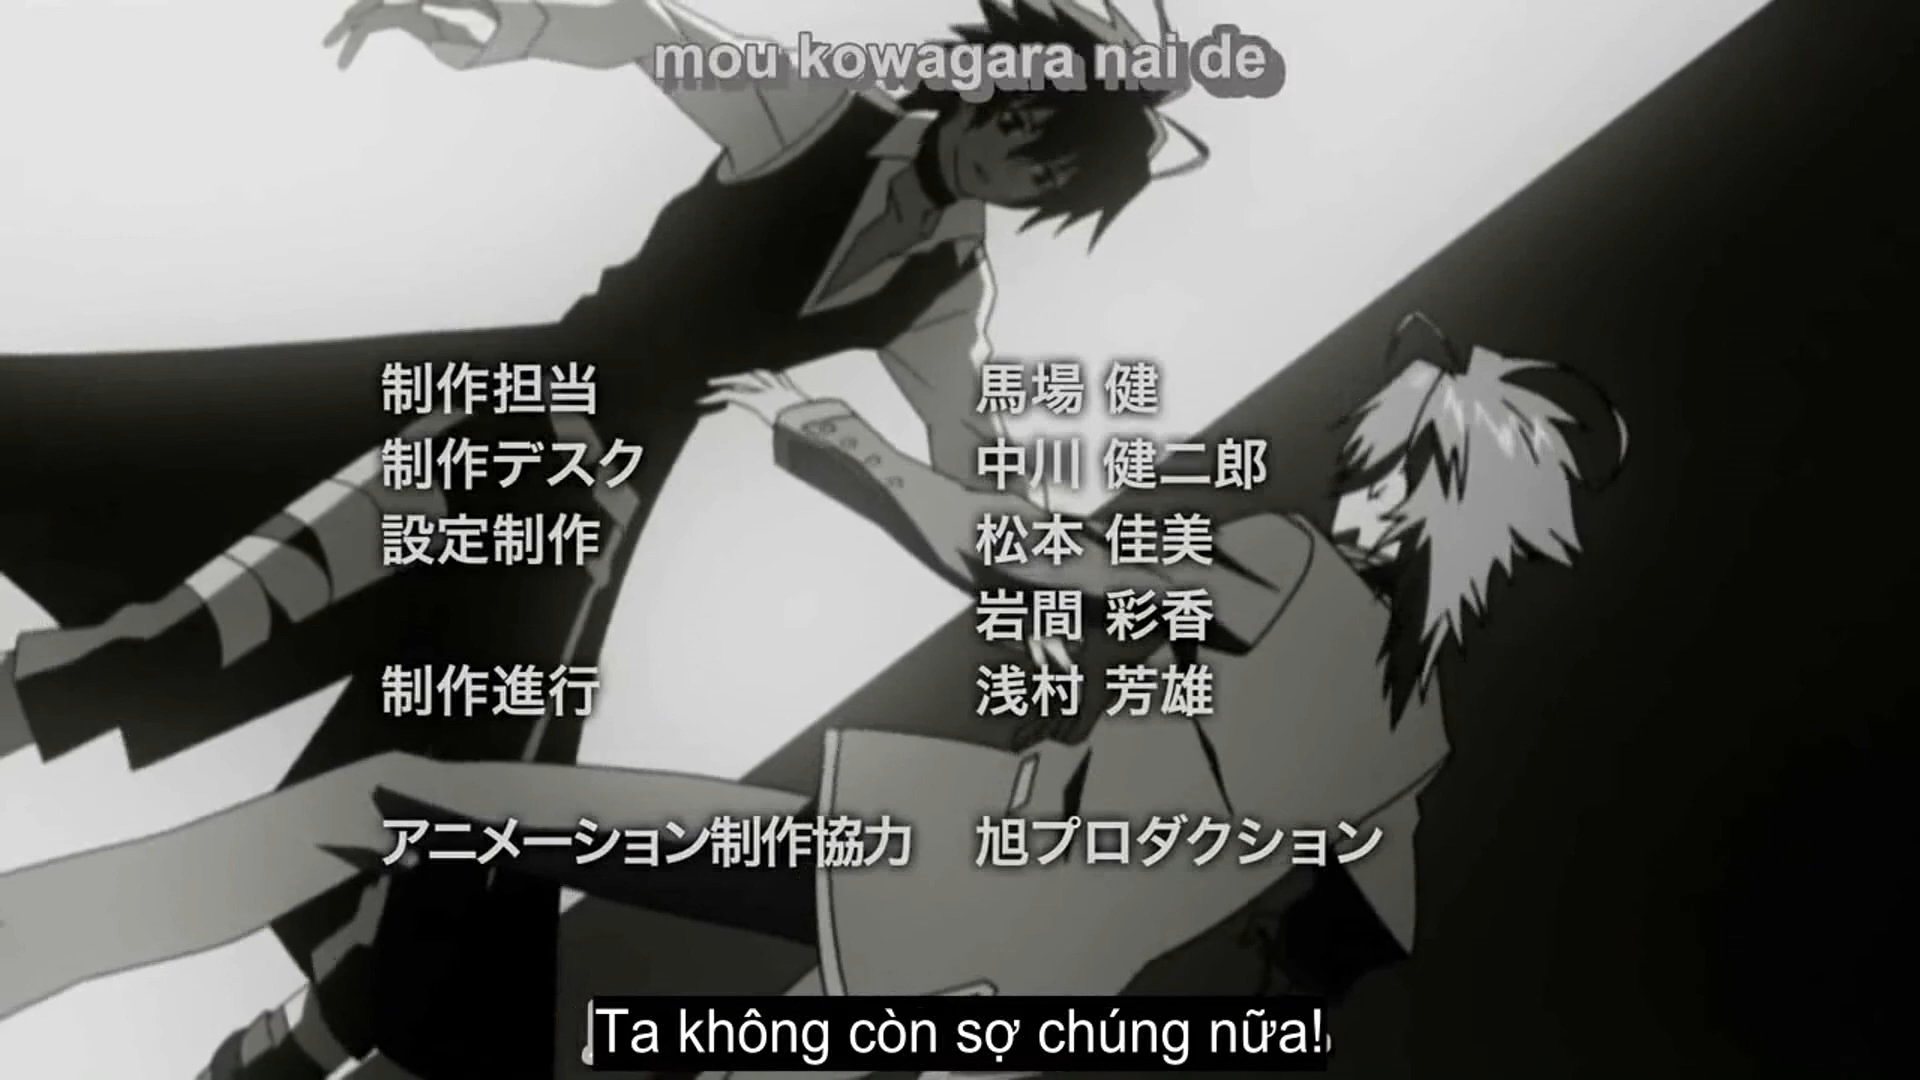 mou kowagara nai de
制作担当 馬場 健
制作デスク 中川 健二郎
設定制作 松本 佳美
岩間 彩香
制作進行 浅村 芳雄
アニメーション制作協力 旭プロダクション
Ta không còn sợ chúng nữa!